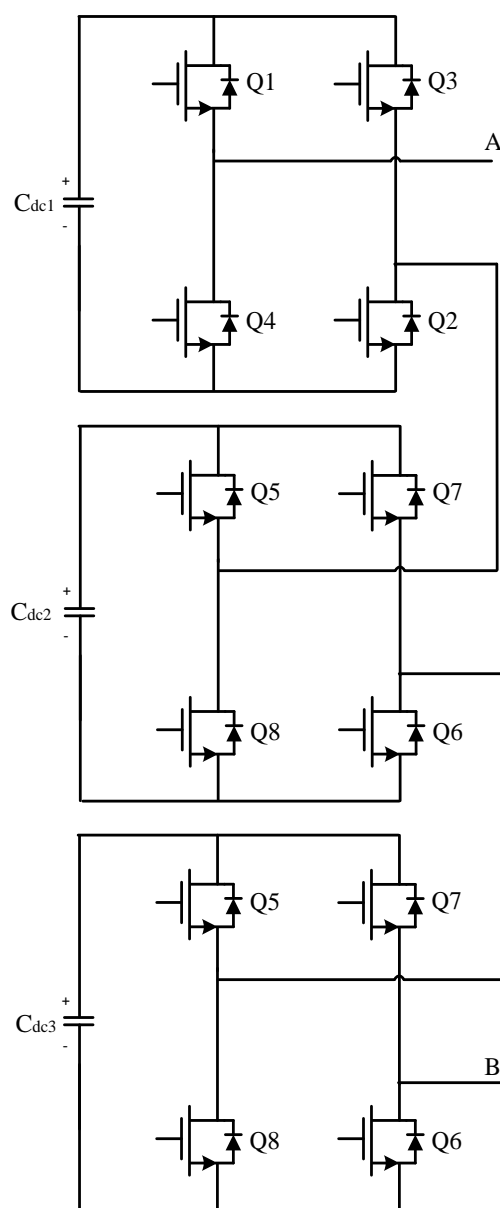 Q1 Q3
A
+
Cdc1
-
Q4 Q2
Q5 Q7
+
Cdc2
-
Q8 Q6
Q5 Q7
+
Cdc3
-
B
Q8 Q6